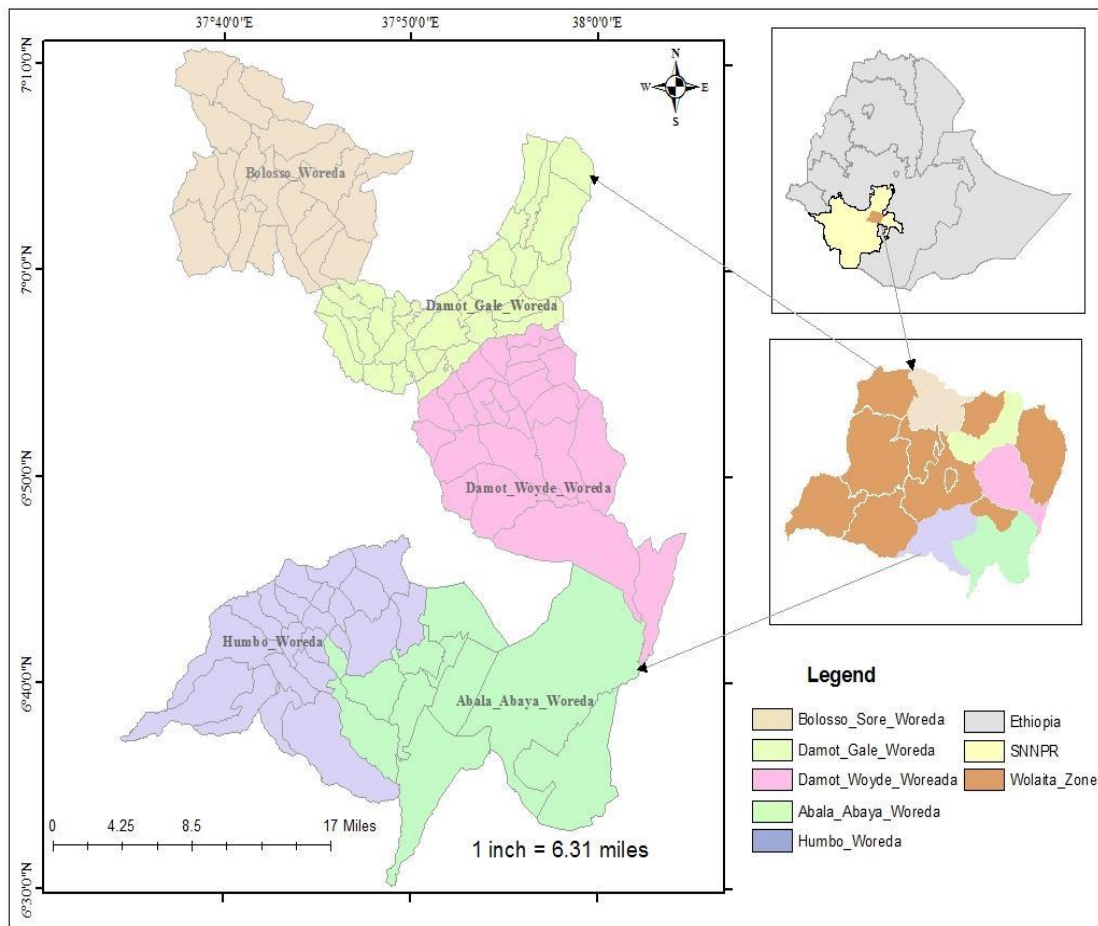 37°40'0"E
37°50'0"E
38°0'0"E
7°10'0"N
7°0'0"N
6°50'0"N
6°40'0"N
6°30'0"N
N
W
E
S
Bolosso_Woreda
Damot_Gale_Woreda
Damot_Woyde_Woreda
Humbo_Woreda
Abala_Abaya_Woreda
0 4.25 8.5 17 Miles
1 inch = 6.31 miles
Legend
Bolosso_Sore_Woreda
Damot_Gale_Woreda
Damot_Woyde_Woreada
Abala_Abaya_Woreda
Humbo_Woreda
Ethiopia
SNNPR
Wolaita_Zone